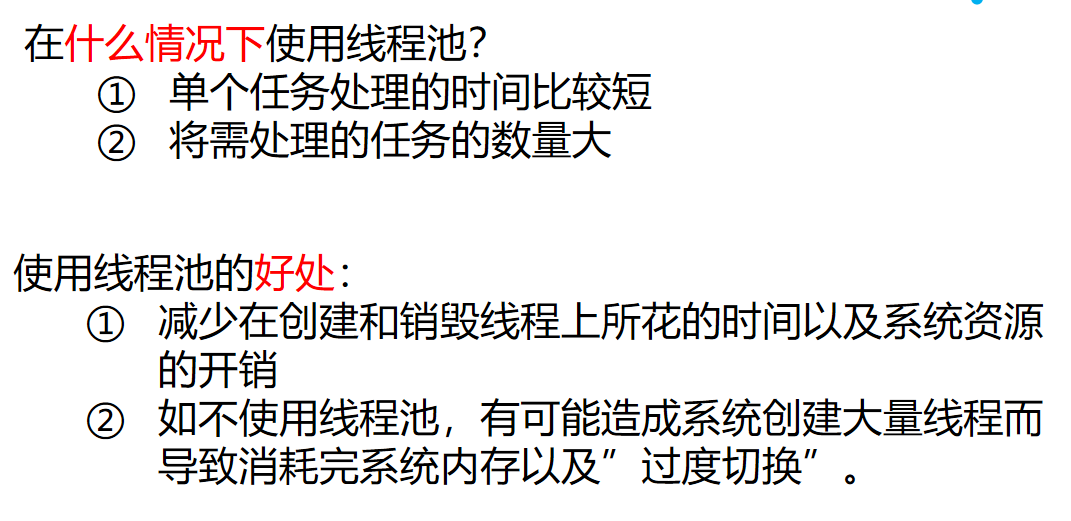 在什么情况下使用线程池？
① 单个任务处理的时间比较短
② 将需处理的任务的数量大
使用线程池的好处：
① 减少在创建和销毁线程上所花的时间以及系统资源
的开销
② 如不使用线程池，有可能造成系统创建大量线程而
导致消耗完系统内存以及”过度切换”。